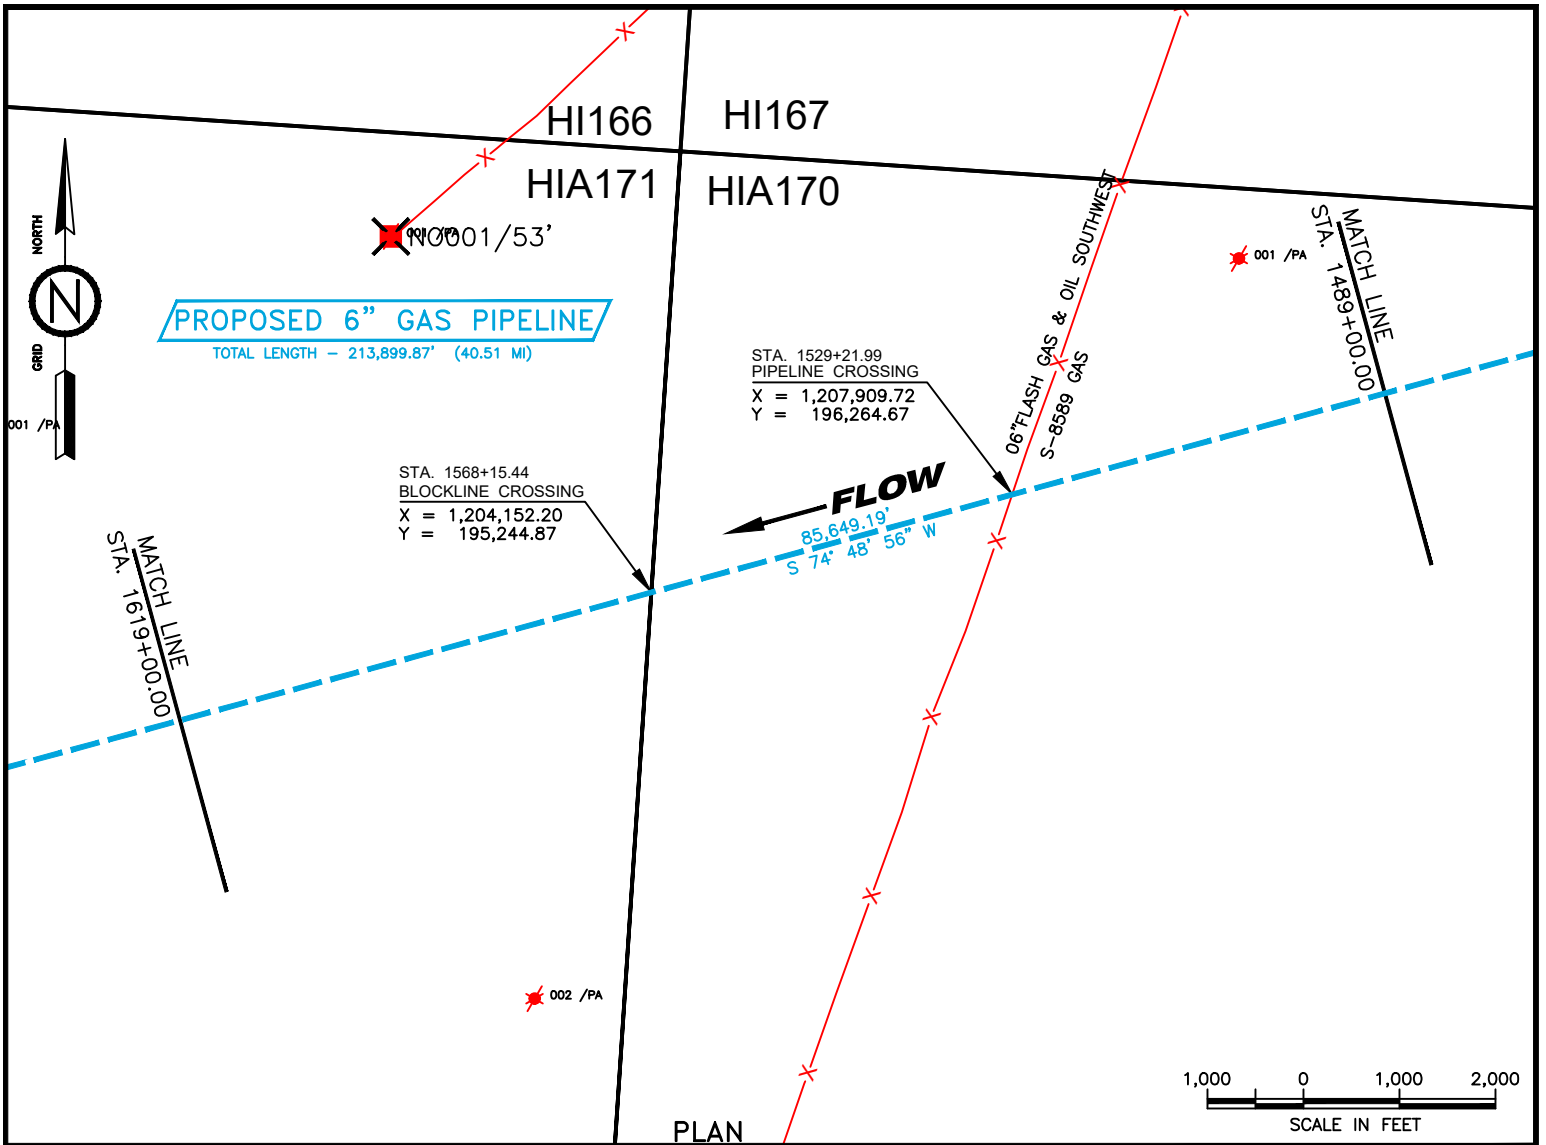 HI166
HI167
HIA171
HIA170
NORTH
N
GRID
001 /PA
NO001/53'
001 /PA
001 /PA
PROPOSED 6" GAS PIPELINE
TOTAL LENGTH - 213,899.87' (40.51 MI)
06"FLASH GAS & OIL SOUTHWEST
S-8589 GAS
MATCH LINE
STA. 1489+00.00
STA. 1529+21.99
PIPELINE CROSSING
X = 1,207,909.72
Y = 196,264.67
STA. 1568+15.44
BLOCKLINE CROSSING
X = 1,204,152.20
Y = 195,244.87
FLOW
85,649.19'
S 74° 48' 56" W
MATCH LINE
STA. 1619+00.00
002 /PA
1,000 0 1,000 2,000
SCALE IN FEET
PLAN